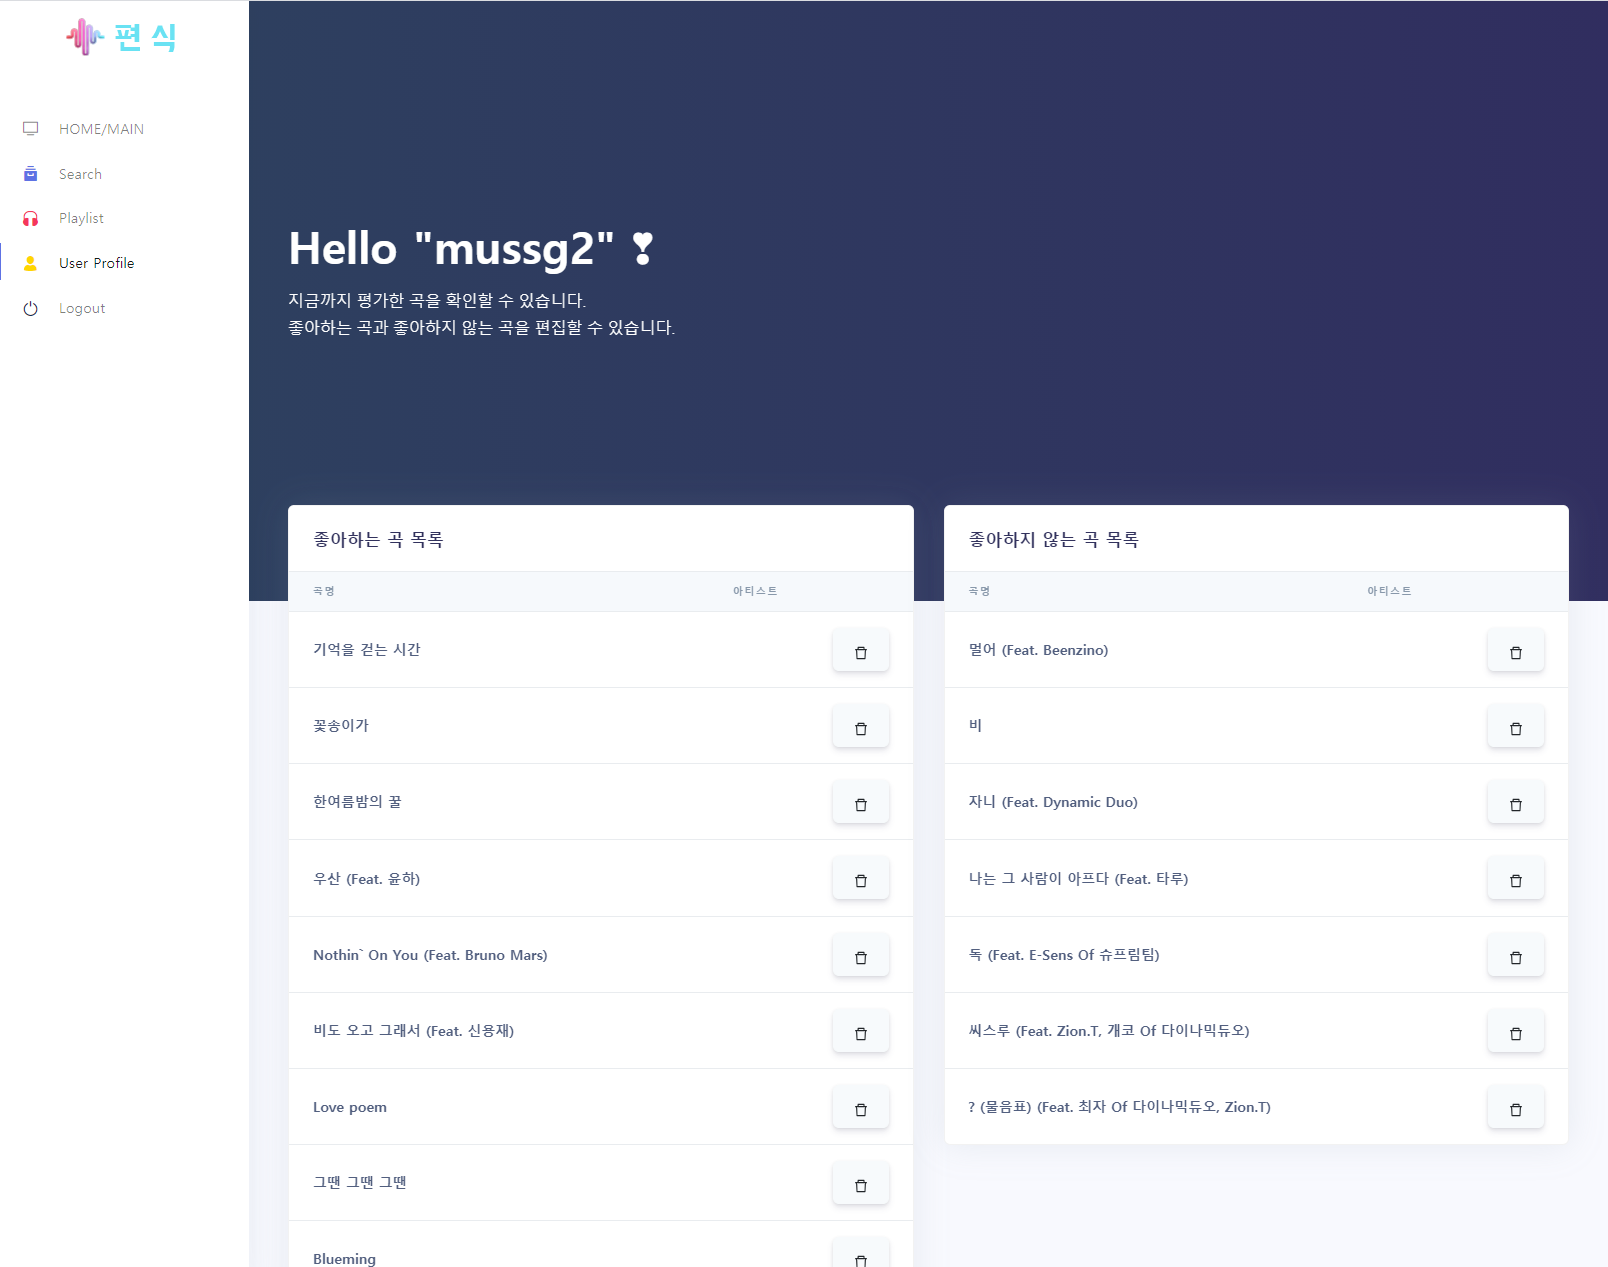 편식
HOME/MAIN
Search
Playlist
User Profile
Logout
Hello "mussg2" ❣
지금까지 평가한 곡을 확인할 수 있습니다.
좋아하는 곡과 좋아하지 않는 곡을 편집할 수 있습니다.
좋아하는 곡 목록
곡명 아티스트
기억을 걷는 시간
꽃송이가
한여름밤의 꿀
우산 (Feat. 윤하)
Nothin` On You (Feat. Bruno Mars)
비도 오고 그래서 (Feat. 신용재)
Love poem
그땐 그땐 그땐
Blueming
좋아하지 않는 곡 목록
곡명 아티스트
멀어 (Feat. Beenzino)
비
자니 (Feat. Dynamic Duo)
나는 그 사람이 아프다 (Feat. 타루)
독 (Feat. E-Sens Of 슈프림팀)
씨스루 (Feat. Zion.T, 개코 Of 다이나믹듀오)
? (물음표) (Feat. 최자 Of 다이나믹듀오, Zion.T)